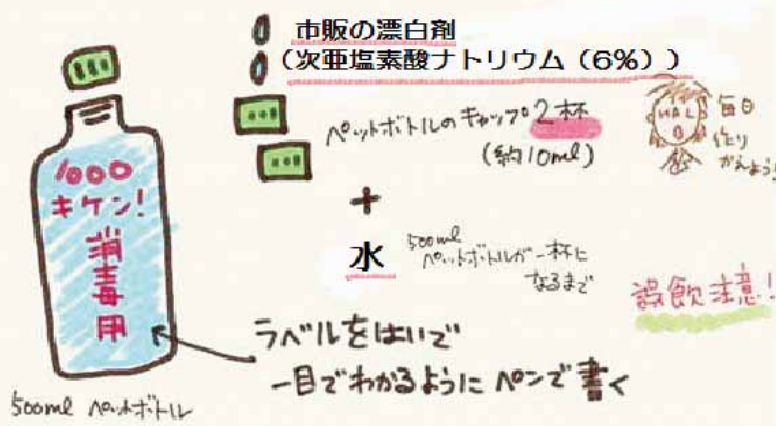 市販の漂白剤
（次亜塩素酸ナトリウム（6％））
ペットボトルのキャップ2杯
（約10ml）
毎日
作り
かえよう!
+
水
500ml
ペットボトルが一杯に
なるまで
誤飲注意!
1000
キケン!
消毒用
ラベルをはいで
一目でわかるようにペンで書く
500ml ペットボトル